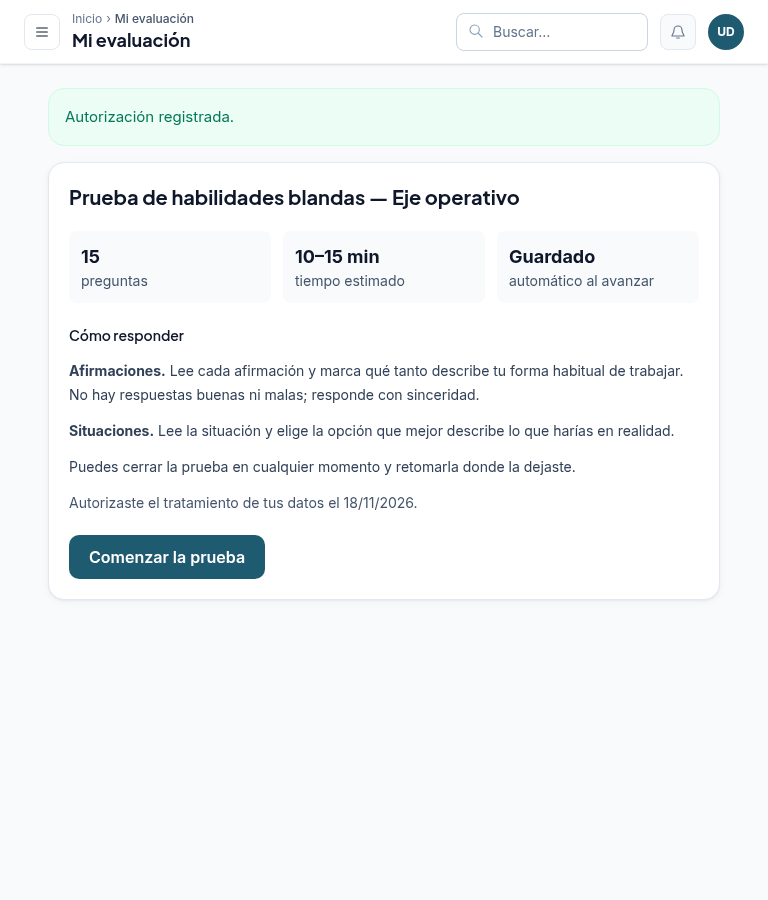 Inicio › Mi evaluación
Mi evaluación
Buscar...
UD
Autorización registrada.
Prueba de habilidades blandas — Eje operativo
15
preguntas
10–15 min
tiempo estimado
Guardado
automático al avanzar
Cómo responder
Afirmaciones. Lee cada afirmación y marca qué tanto describe tu forma habitual de trabajar.
No hay respuestas buenas ni malas; responde con sinceridad.
Situaciones. Lee la situación y elige la opción que mejor describe lo que harías en realidad.
Puedes cerrar la prueba en cualquier momento y retomarla donde la dejaste.
Autorizaste el tratamiento de tus datos el 18/11/2026.
Comenzar la prueba